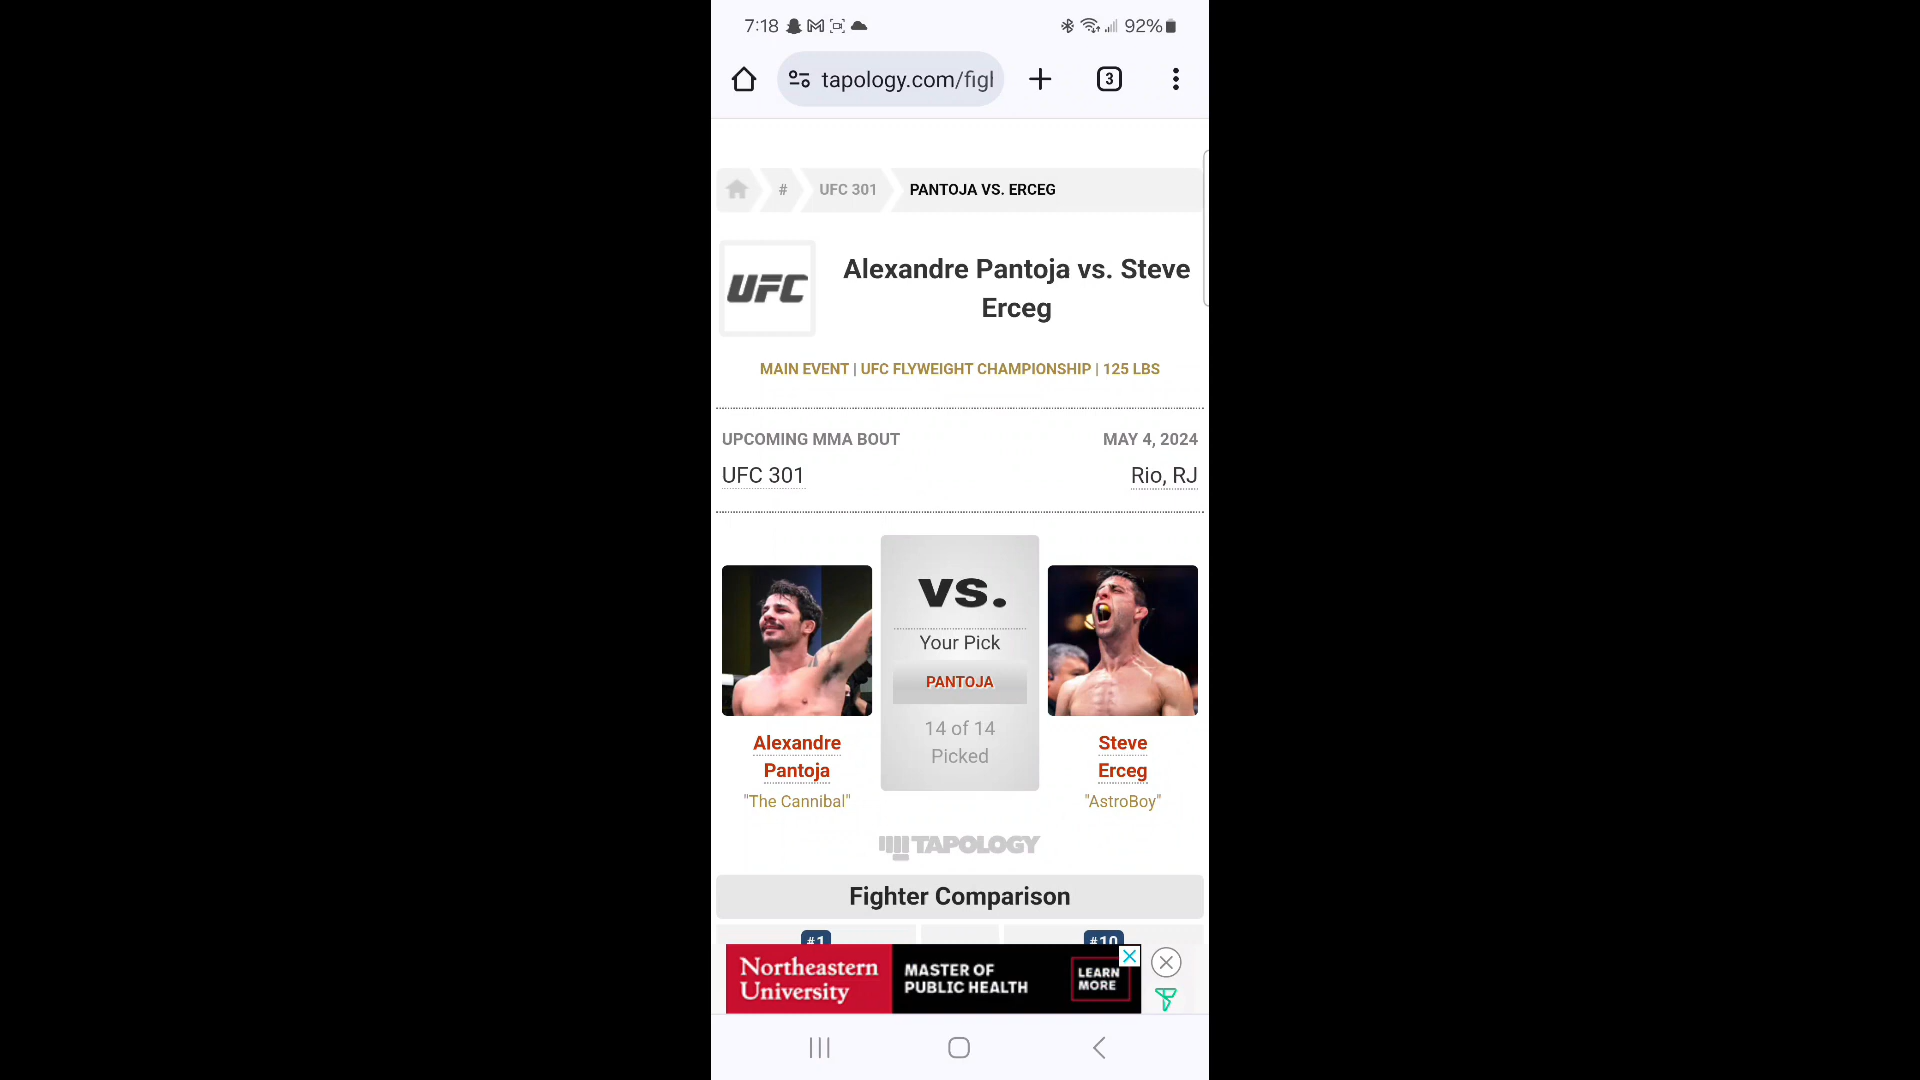 7:18 92%
tapology.com/figl 3
# UFC 301 PANTOJA VS. ERCEG
UFC
Alexandre Pantoja vs. Steve
Erceg
MAIN EVENT | UFC FLYWEIGHT CHAMPIONSHIP | 125 LBS
UPCOMING MMA BOUT MAY 4, 2024
UFC 301 Rio, RJ
vs.
Your Pick
PANTOJA
14 of 14
Picked
Alexandre
Pantoja
"The Cannibal"
Steve
Erceg
"AstroBoy"
TAPOLOGY
Fighter Comparison
#1 #10
Northeastern
University
MASTER OF
PUBLIC HEALTH
LEARN
MORE